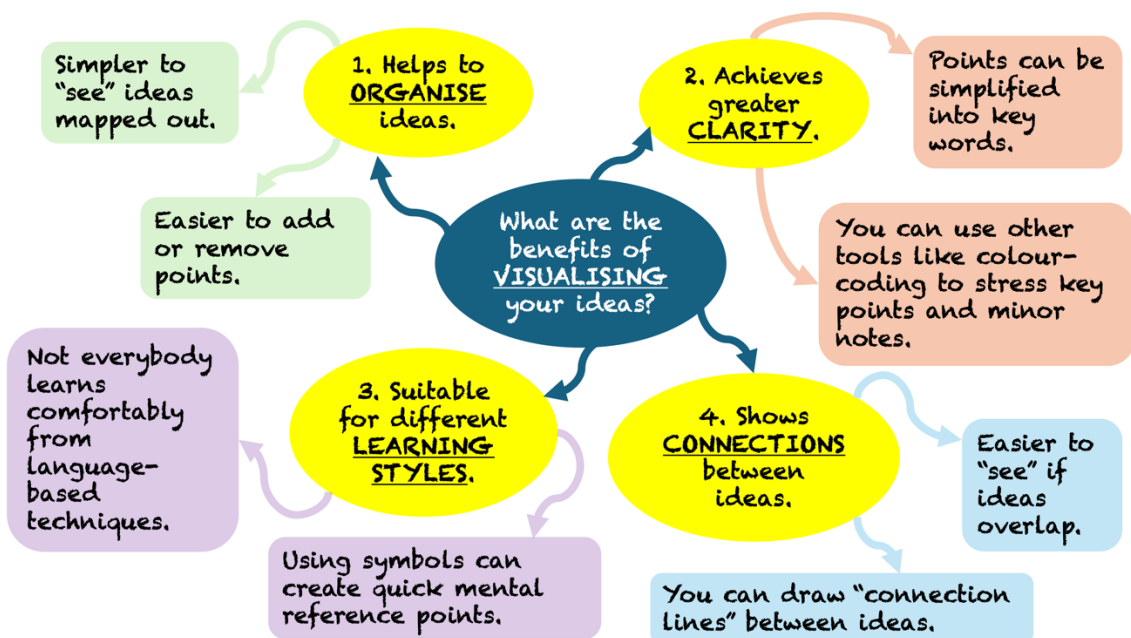 What are the
benefits of
VISUALISING
your ideas?
1. Helps to
ORGANISE
ideas.
Simpler to
"see" ideas
mapped out.
Easier to add
or remove
points.
2. Achieves
greater
CLARITY.
Points can be
simplified
into key
words.
You can use other
tools like colour-
coding to stress key
points and minor
notes.
3. Suitable
for different
LEARNING
STYLES.
Not everybody
learns
comfortably
from
language-
based
techniques.
Using symbols can
create quick mental
reference points.
4. Shows
CONNECTIONS
between
ideas.
Easier to
"see" if
ideas
overlap.
You can draw "connection
lines" between ideas.